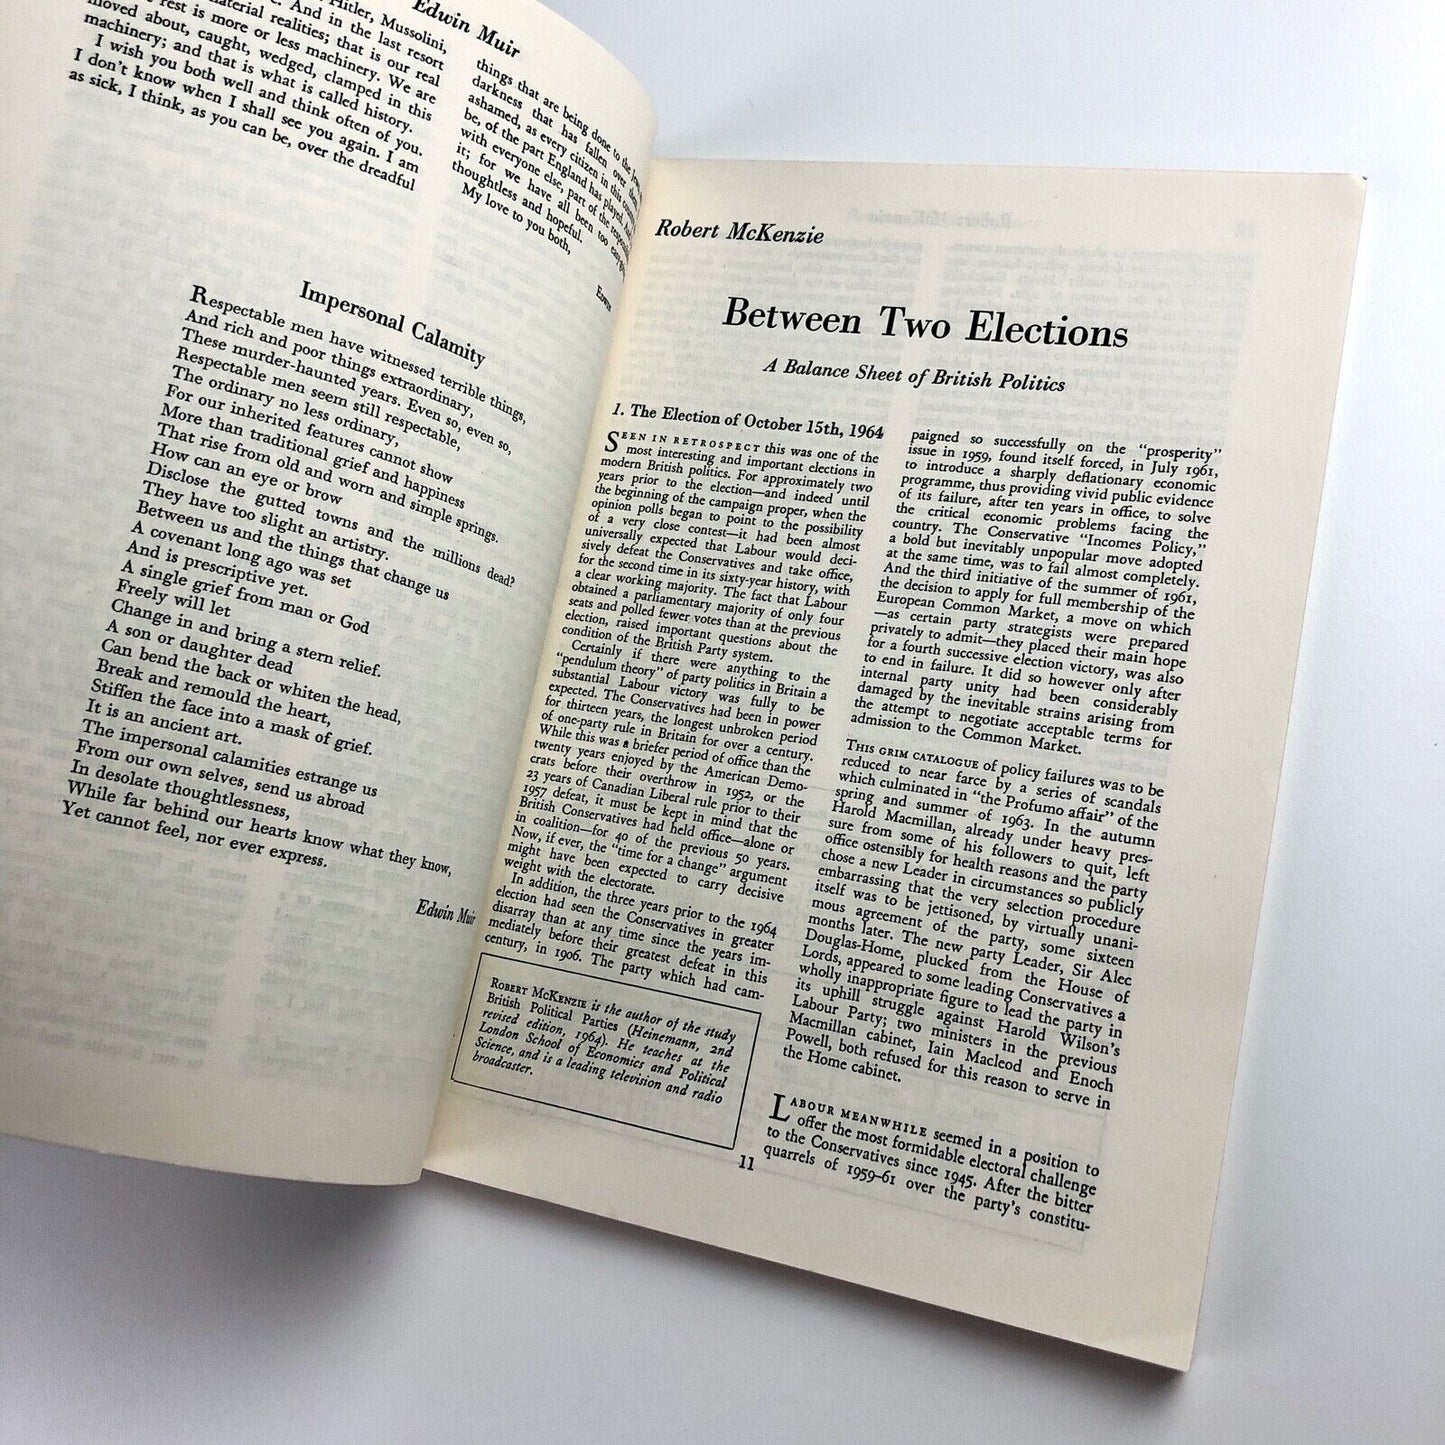 Edwin Muir
Hitler, Mussolini,
material realities; that is our real
rest is more or less machinery. We are
moved about, caught, wedged, clamped in this
machinery; and that is what is called history.
I wish you both well and think often of you.
I don't know when I shall see you again. I am
as sick, I think, as you can be, over the dreadful
things that are being done to the
darkness that has fallen over
ashamed, as every citizen in this
be, of the part England has played.
with everyone else, part of the
it; for we have all been too
thoughtless and hopeful.
My love to you both,
EDWIN
Impersonal Calamity
Respectable men have witnessed terrible things,
And rich and poor things extraordinary,
These murder-haunted years. Even so, even so,
Respectable men seem still respectable,
The ordinary no less ordinary,
For our inherited features cannot show
More than traditional grief and happiness
That rise from old and worn and simple springs.
How can an eye or brow
Disclose the gutted towns and the millions dead?
They have too slight an artistry.
Between us and the things that change us
A covenant long ago was set
And is prescriptive yet.
A single grief from man or God
Freely will let
Change in and bring a stern relief.
A son or daughter dead
Can bend the back or whiten the head,
Break and remould the heart,
Stiffen the face into a mask of grief.
It is an ancient art.
The impersonal calamities estrange us
From our own selves, send us abroad
In desolate thoughtlessness,
While far behind our hearts know what they know,
Yet cannot feel, nor ever express.
Edwin Muir
Robert McKenzie
Between Two Elections
A Balance Sheet of British Politics
1. The Election of October 15th, 1964
SEEN IN RETROSPECT this was one of the
most interesting and important elections in
modern British politics. For approximately two
years prior to the election—and indeed until
the beginning of the campaign proper, when the
opinion polls began to point to the possibility
of a very close contest—it had been almost
universally expected that Labour would deci-
sively defeat the Conservatives and take office,
for the second time in its sixty-year history, with
a clear working majority. The fact that Labour
obtained a parliamentary majority of only four
seats and polled fewer votes than at the previous
election, raised important questions about the
condition of the British Party system.
Certainly if there were anything to the
"pendulum theory" of party politics in Britain a
substantial Labour victory was fully to be
expected. The Conservatives had been in power
for thirteen years, the longest unbroken period
of one-party rule in Britain for over a century.
While this was a briefer period of office than the
twenty years enjoyed by the American Demo-
crats before their overthrow in 1952, or the
23 years of Canadian Liberal rule prior to their
1957 defeat, it must be kept in mind that the
British Conservatives had held office—alone or
in coalition—for 40 of the previous 50 years.
Now, if ever, the "time for a change" argument
might have been expected to carry decisive
weight with the electorate.
In addition, the three years prior to the 1964
election had seen the Conservatives in greater
disarray than at any time since the years im-
mediately before their greatest defeat in this
century, in 1906. The party which had cam-
ROBERT MCKENZIE is the author of the study
British Political Parties (Heinemann, 2nd
revised edition, 1964). He teaches at the
London School of Economics and Political
Science, and is a leading television and radio
broadcaster.
paigned so successfully on the "prosperity"
issue in 1959, found itself forced, in July 1961,
to introduce a sharply deflationary economic
programme, thus providing vivid public evidence
of its failure, after ten years in office, to solve
the critical economic problems facing the
country. The Conservative "Incomes Policy,"
a bold but inevitably unpopular move adopted
at the same time, was to fail almost completely.
And the third initiative of the summer of 1961,
the decision to apply for full membership of the
European Common Market, a move on which
—as certain party strategists were prepared
privately to admit—they placed their main hope
for a fourth successive election victory, was also
to end in failure. It did so however only after
internal party unity had been considerably
damaged by the inevitable strains arising from
the attempt to negotiate acceptable terms for
admission to the Common Market.
THIS GRIM CATALOGUE of policy failures was to be
reduced to near farce by a series of scandals
which culminated in "the Profumo affair" of the
spring and summer of 1963. In the autumn
Harold Macmillan, already under heavy pres-
sure from some of his followers to quit, left
office ostensibly for health reasons and the party
chose a new Leader in circumstances so publicly
embarrassing that the very selection procedure
itself was to be jettisoned, by virtually unani-
mous agreement of the party, some sixteen
months later. The new party Leader, Sir Alec
Douglas-Home, plucked from the House of
Lords, appeared to some leading Conservatives a
wholly inappropriate figure to lead the party in
its uphill struggle against Harold Wilson's
Labour Party; two ministers in the previous
Macmillan cabinet, Iain Macleod and Enoch
Powell, both refused for this reason to serve in
the Home cabinet.
LABOUR MEANWHILE seemed in a position to
offer the most formidable electoral challenge
to the Conservatives since 1945. After the bitter
quarrels of 1959–61 over the party's constitu-
11